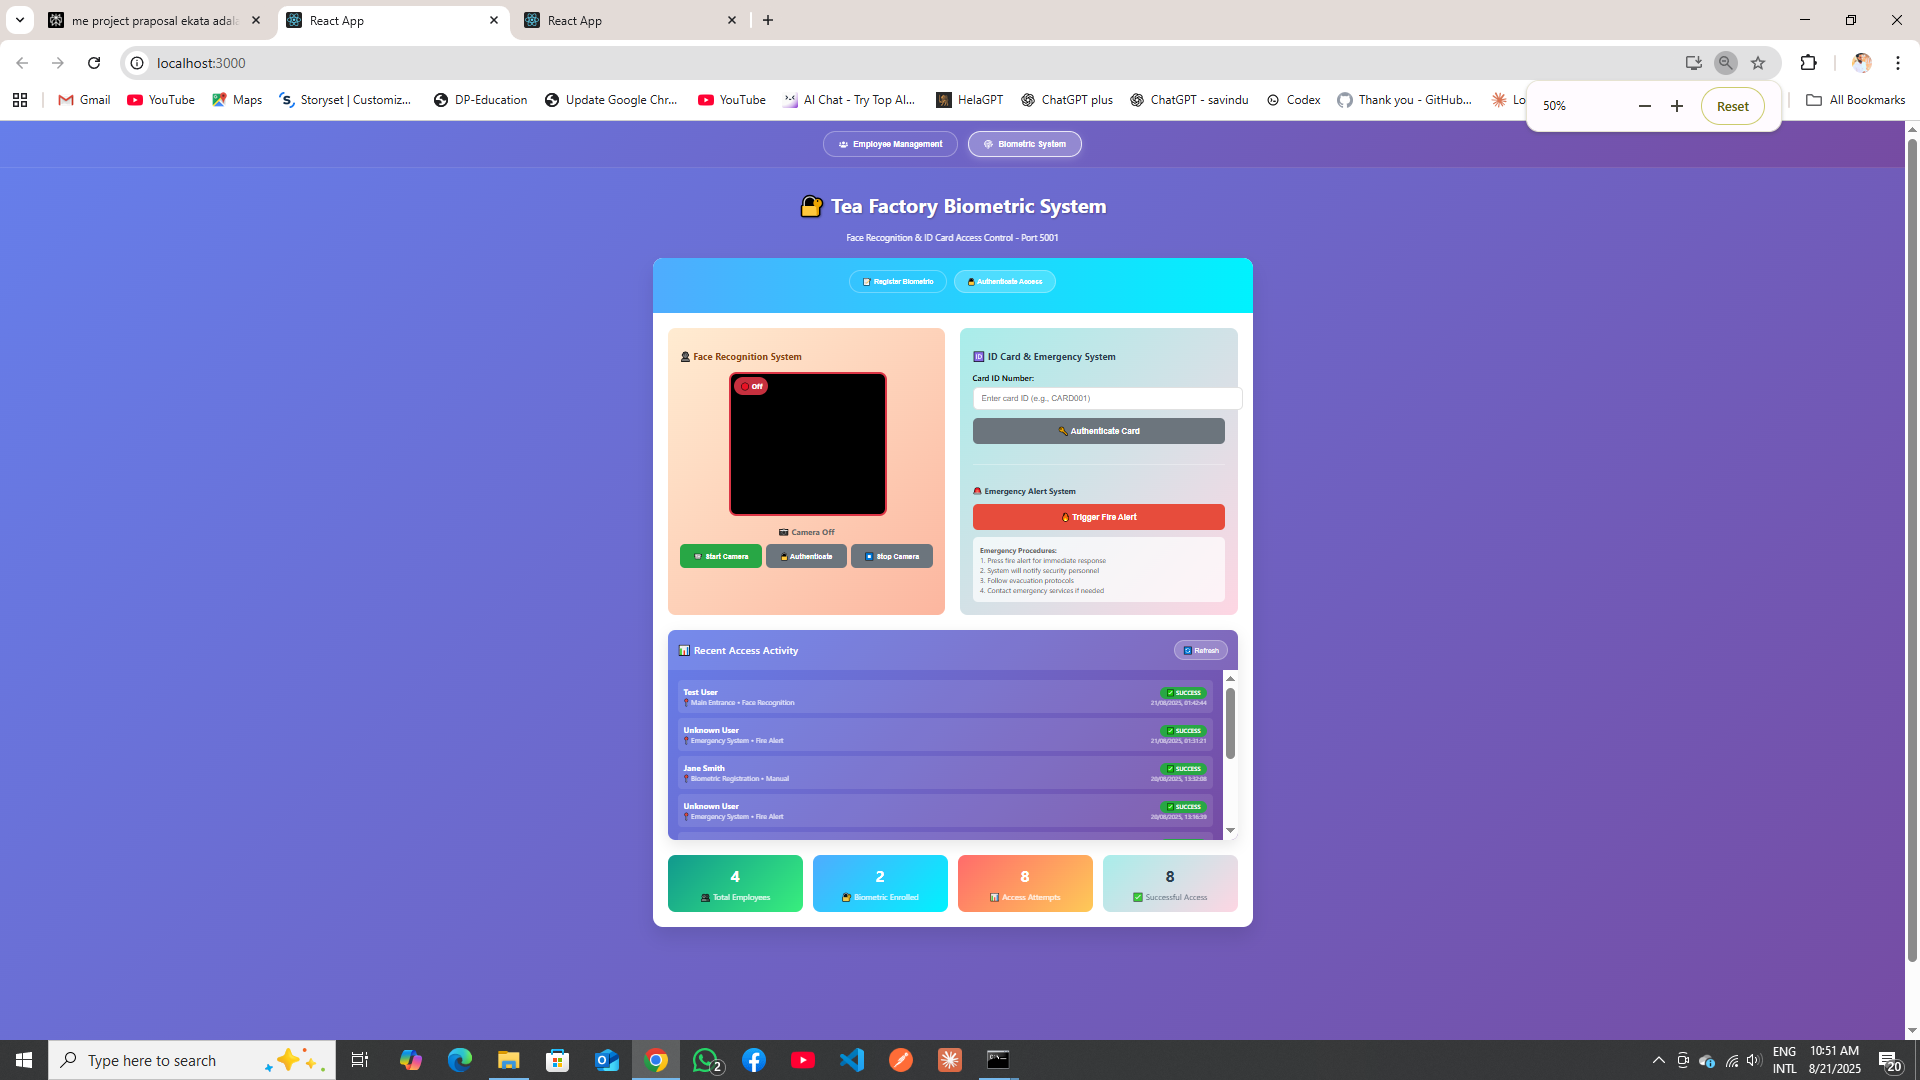 me project praposal ekata adala
React App
React App
localhost:3000
Gmail
YouTube
Maps
Storyset | Customiz...
DP-Education
Update Google Chr...
YouTube
AI Chat - Try Top AI...
HelaGPT
ChatGPT plus
ChatGPT - savindu
Codex
Thank you - GitHub...
Lo
All Bookmarks
50%
Reset
Employee Management
Biometric System
Tea Factory Biometric System
Face Recognition & ID Card Access Control - Port 5001
Register Biometric
Authenticate Access
Face Recognition System
Off
Camera Off
Start Camera
Authenticate
Stop Camera
ID Card & Emergency System
Card ID Number:
Enter card ID (e.g., CARD001)
Authenticate Card
Emergency Alert System
Trigger Fire Alert
Emergency Procedures:
1. Press fire alert for immediate response
2. System will notify security personnel
3. Follow evacuation protocols
4. Contact emergency services if needed
Recent Access Activity
Refresh
Test User
SUCCESS
Main Entrance • Face Recognition
21/08/2025, 01:42:44
Unknown User
SUCCESS
Emergency System • Fire Alert
21/08/2025, 01:31:21
Jane Smith
SUCCESS
Biometric Registration • Manual
20/08/2025, 13:32:08
Unknown User
SUCCESS
Emergency System • Fire Alert
20/08/2025, 13:16:39
4
Total Employees
2
Biometric Enrolled
8
Access Attempts
8
Successful Access
Type here to search
2
ENG
INTL
10:51 AM
8/21/2025
20